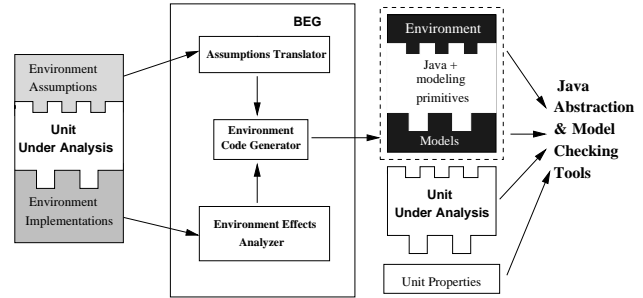 BEG
Environment
Assumptions
Unit
Under Analysis
Environment
Implementations
Assumptions Translator
Environment
Code Generator
Environment Effects
Analyzer
Environment
Java +
modeling
primitives
Models
Unit
Under Analysis
Unit Properties
Java
Abstraction
& Model
Checking
Tools